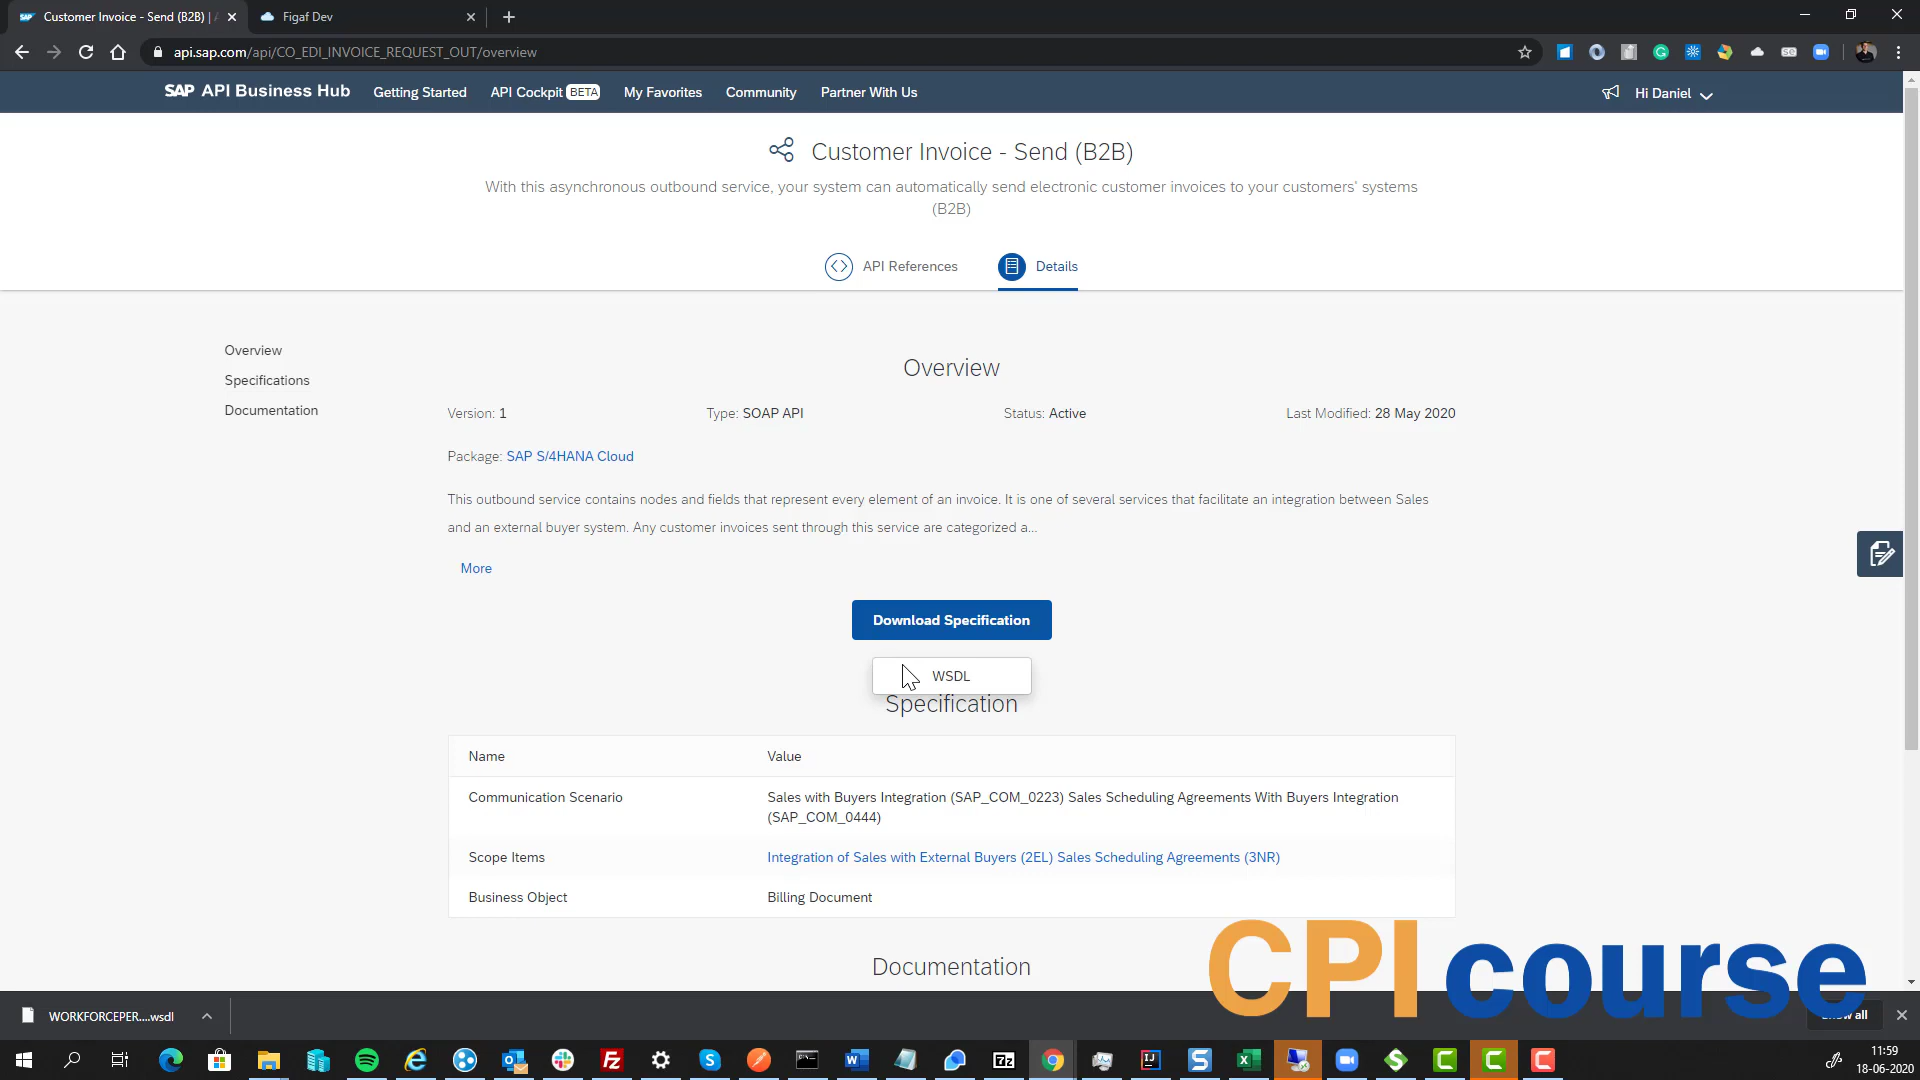 Customer Invoice - Send (B2B) | A
Figaf Dev
api.sap.com/api/CO_EDI_INVOICE_REQUEST_OUT/overview
SAP API Business Hub
Getting Started
API Cockpit BETA
My Favorites
Community
Partner With Us
Hi Daniel
Customer Invoice - Send (B2B)
With this asynchronous outbound service, your system can automatically send electronic customer invoices to your customers' systems
(B2B)
API References
Details
Overview
Specifications
Documentation
Overview
Version: 1
Type: SOAP API
Status: Active
Last Modified: 28 May 2020
Package: SAP S/4HANA Cloud
This outbound service contains nodes and fields that represent every element of an invoice. It is one of several services that facilitate an integration between Sales
and an external buyer system. Any customer invoices sent through this service are categorized a...
More
Download Specification
WSDL
Specification
Name
Value
Communication Scenario
Sales with Buyers Integration (SAP_COM_0223) Sales Scheduling Agreements With Buyers Integration
(SAP_COM_0444)
Scope Items
Integration of Sales with External Buyers (2EL) Sales Scheduling Agreements (3NR)
Business Object
Billing Document
Documentation
CPI course
WORKFORCEPER....wsdl
Show all
11:59
18-06-2020